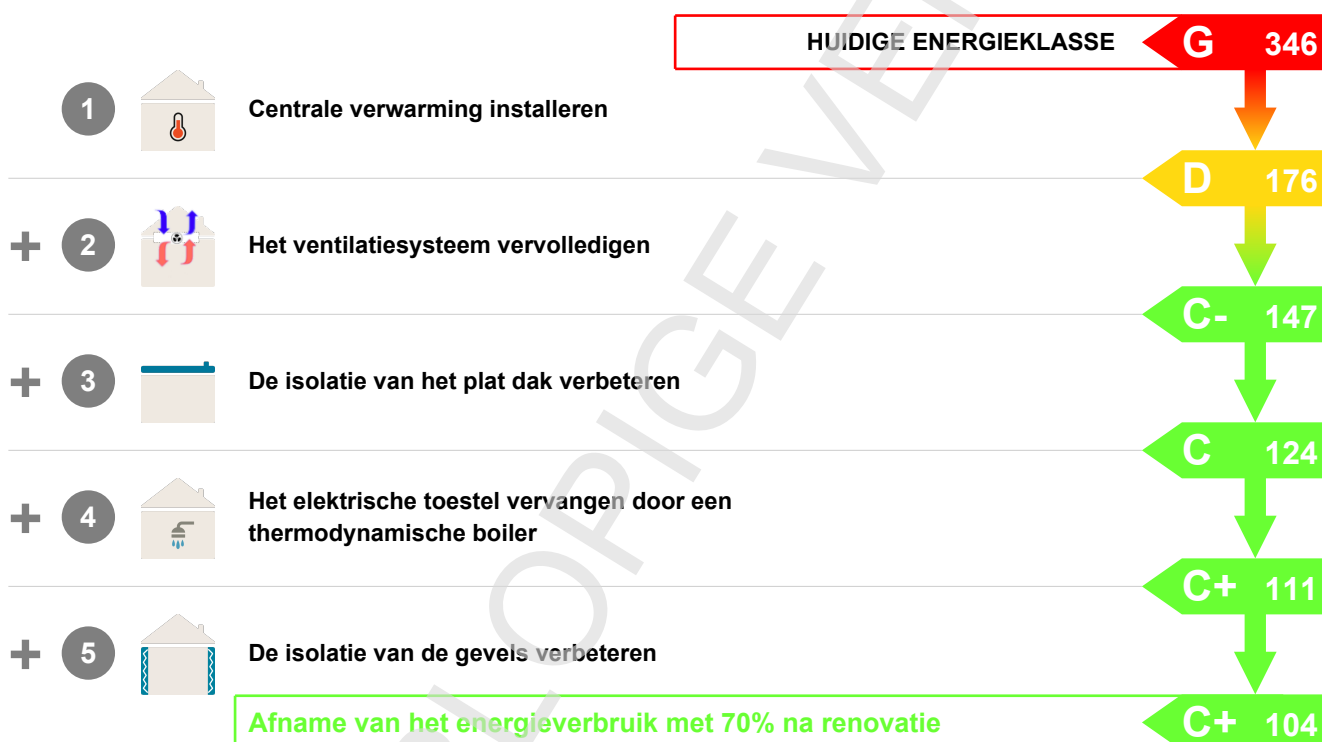 HUIDIGE ENERGIEKLASSE G 346
1 Centrale verwarming installeren
D 176
+ 2 Het ventilatiesysteem vervolledigen
C- 147
+ 3 De isolatie van het plat dak verbeteren
C 124
+ 4 Het elektrische toestel vervangen door een
thermodynamische boiler
C+ 111
+ 5 De isolatie van de gevels verbeteren
Afname van het energieverbruik met 70% na renovatie C+ 104